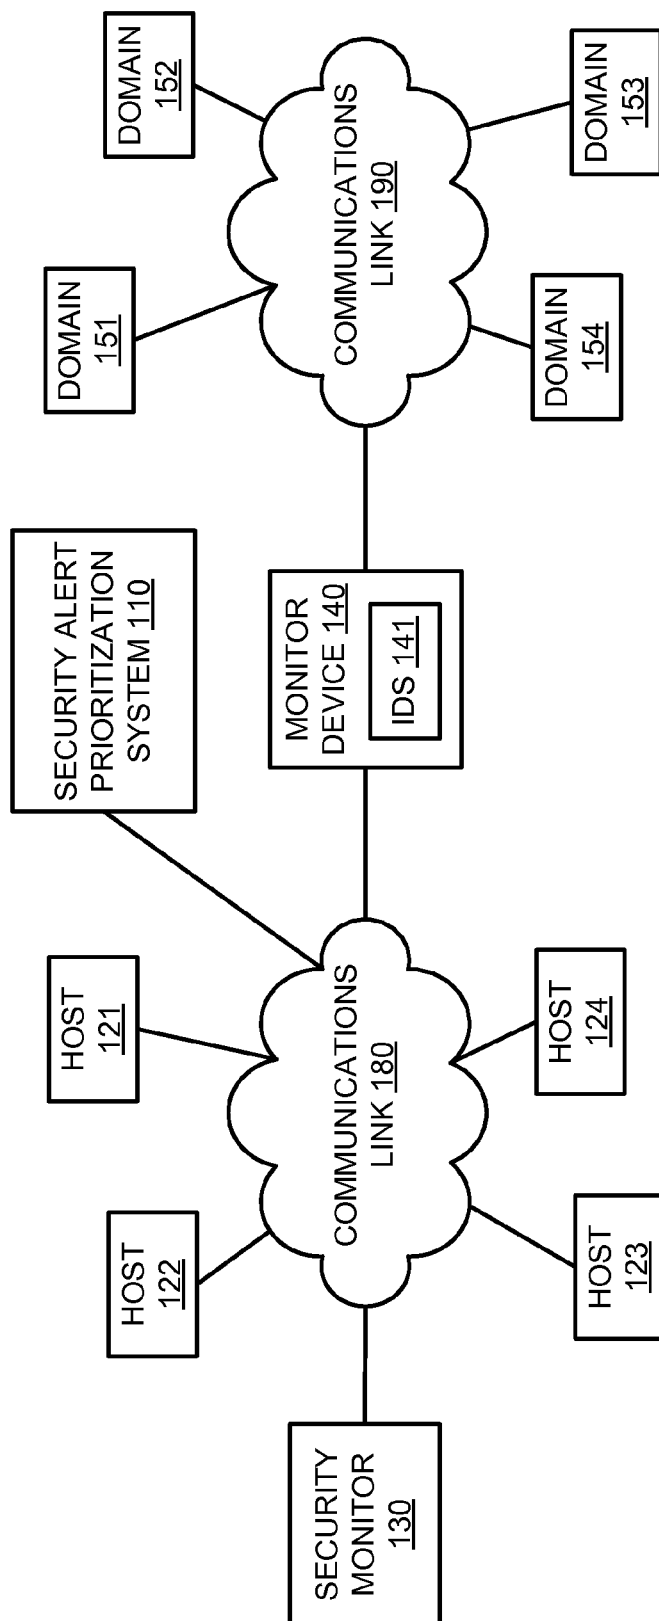 SECURITY ALERT
PRIORITIZATION
SYSTEM 110
HOST
122
HOST
121
DOMAIN
151
DOMAIN
152
SECURITY
MONITOR
130
COMMUNICATIONS
LINK 180
MONITOR
DEVICE 140
IDS 141
COMMUNICATIONS
LINK 190
HOST
123
HOST
124
DOMAIN
154
DOMAIN
153